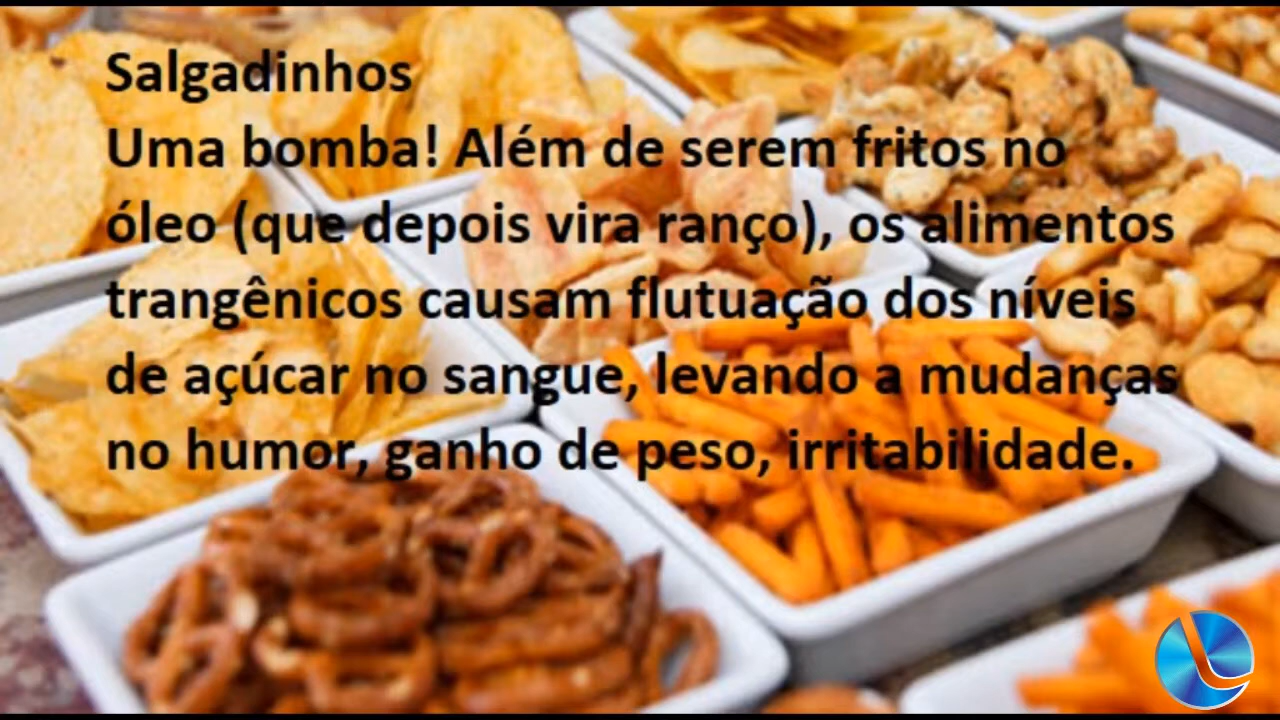 Salgadinhos
Uma bomba! Além de serem fritos no
óleo (que depois vira ranço), os alimentos
trangênicos causam flutuação dos níveis
de açúcar no sangue, levando a mudanças
no humor, ganho de peso, irritabilidade.